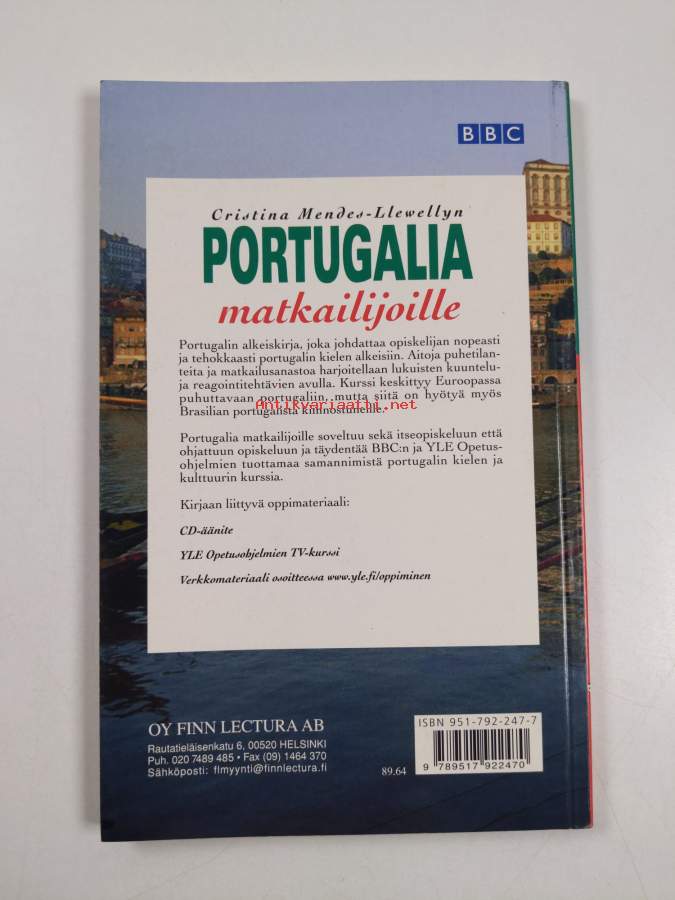 BBC
Cristina Mendes-Llewellyn
PORTUGALIA
matkailijoille
Portugalin alkeiskirja, joka johdattaa opiskelijan nopeasti
ja tehokkaasti portugalin kielen alkeisiin. Aitoja puhetilan-
teita ja matkailusanastoa harjoitellaan lukuisten kuuntelu-
ja reagointitehtävien avulla. Kurssi keskittyy Euroopassa
puhuttavaan portugaliin, mutta siitä on hyötyä myös
Antikvariaatti.net
Brasilian portugalista kiinnostuneille.
Portugalia matkailijoille soveltuu sekä itseopiskeluun että
ohjattuun opiskeluun ja täydentää BBC:n ja YLE Opetus-
ohjelmien tuottamaa samannimistä portugalin kielen ja
kulttuurin kurssia.
Kirjaan liittyvä oppimateriaali:
CD-äänite
YLE Opetusohjelmien TV-kurssi
Verkkomateriaali osoitteessa www.yle.fi/oppiminen
OY FINN LECTURA AB
Rautatieläisenkatu 6, 00520 HELSINKI
Puh. 020 7489 485 • Fax (09) 1464 370
Sähköposti: flmyynti@finnlectura.fi
89.64
ISBN 951-792-247-7
9 789517 922470